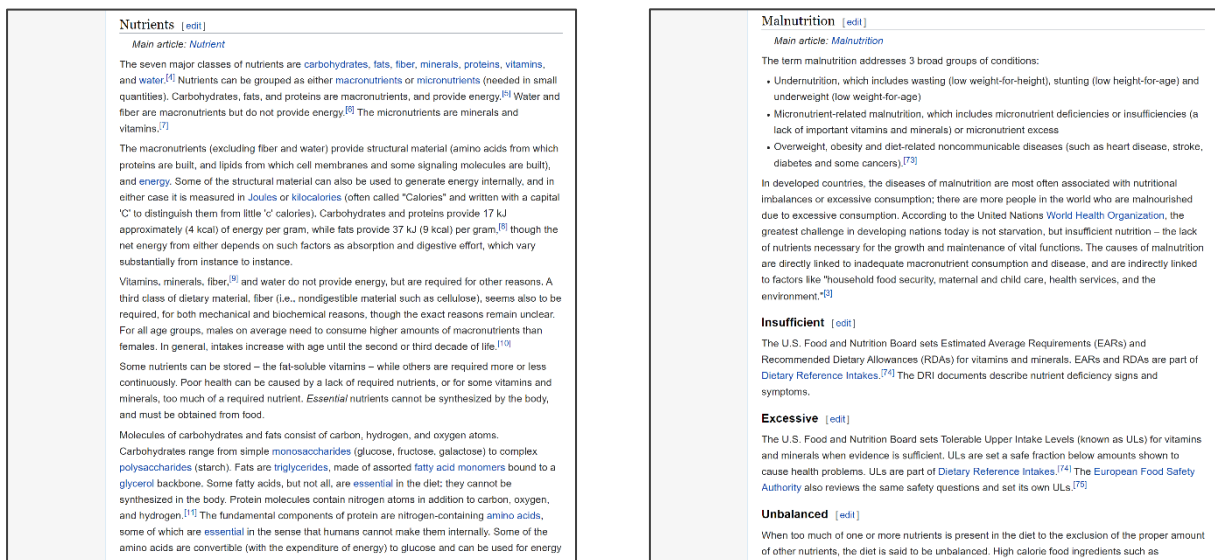 Nutrients [edit]
Main article: Nutrient
The seven major classes of nutrients are carbohydrates, fats, fiber, minerals, proteins, vitamins,
and water.[4] Nutrients can be grouped as either macronutrients or micronutrients (needed in small
quantities). Carbohydrates, fats, and proteins are macronutrients, and provide energy.[5] Water and
fiber are macronutrients but do not provide energy.[6] The micronutrients are minerals and
vitamins.[7]
The macronutrients (excluding fiber and water) provide structural material (amino acids from which
proteins are built, and lipids from which cell membranes and some signaling molecules are built),
and energy. Some of the structural material can also be used to generate energy internally, and in
either case it is measured in Joules or kilocalories (often called "Calories" and written with a capital
'C' to distinguish them from little 'c' calories). Carbohydrates and proteins provide 17 kJ
approximately (4 kcal) of energy per gram, while fats provide 37 kJ (9 kcal) per gram,[8] though the
net energy from either depends on such factors as absorption and digestive effort, which vary
substantially from instance to instance.
Vitamins, minerals, fiber,[9] and water do not provide energy, but are required for other reasons. A
third class of dietary material, fiber (i.e., nondigestible material such as cellulose), seems also to be
required, for both mechanical and biochemical reasons, though the exact reasons remain unclear.
For all age groups, males on average need to consume higher amounts of macronutrients than
females. In general, intakes increase with age until the second or third decade of life.[10]
Some nutrients can be stored – the fat-soluble vitamins – while others are required more or less
continuously. Poor health can be caused by a lack of required nutrients, or for some vitamins and
minerals, too much of a required nutrient. Essential nutrients cannot be synthesized by the body,
and must be obtained from food.
Molecules of carbohydrates and fats consist of carbon, hydrogen, and oxygen atoms.
Carbohydrates range from simple monosaccharides (glucose, fructose, galactose) to complex
polysaccharides (starch). Fats are triglycerides, made of assorted fatty acid monomers bound to a
glycerol backbone. Some fatty acids, but not all, are essential in the diet: they cannot be
synthesized in the body. Protein molecules contain nitrogen atoms in addition to carbon, oxygen,
and hydrogen.[11] The fundamental components of protein are nitrogen-containing amino acids,
some of which are essential in the sense that humans cannot make them internally. Some of the
amino acids are convertible (with the expenditure of energy) to glucose and can be used for energy
Malnutrition [edit]
Main article: Malnutrition
The term malnutrition addresses 3 broad groups of conditions:
• Undernutrition, which includes wasting (low weight-for-height), stunting (low height-for-age) and
underweight (low weight-for-age)
• Micronutrient-related malnutrition, which includes micronutrient deficiencies or insufficiencies (a
lack of important vitamins and minerals) or micronutrient excess
• Overweight, obesity and diet-related noncommunicable diseases (such as heart disease, stroke,
diabetes and some cancers).[73]
In developed countries, the diseases of malnutrition are most often associated with nutritional
imbalances or excessive consumption; there are more people in the world who are malnourished
due to excessive consumption. According to the United Nations World Health Organization, the
greatest challenge in developing nations today is not starvation, but insufficient nutrition – the lack
of nutrients necessary for the growth and maintenance of vital functions. The causes of malnutrition
are directly linked to inadequate macronutrient consumption and disease, and are indirectly linked
to factors like "household food security, maternal and child care, health services, and the
environment."[3]
Insufficient [edit]
The U.S. Food and Nutrition Board sets Estimated Average Requirements (EARs) and
Recommended Dietary Allowances (RDAs) for vitamins and minerals. EARs and RDAs are part of
Dietary Reference Intakes.[74] The DRI documents describe nutrient deficiency signs and
symptoms.
Excessive [edit]
The U.S. Food and Nutrition Board sets Tolerable Upper Intake Levels (known as ULs) for vitamins
and minerals when evidence is sufficient. ULs are set a safe fraction below amounts shown to
cause health problems. ULs are part of Dietary Reference Intakes.[74] The European Food Safety
Authority also reviews the same safety questions and set its own ULs.[75]
Unbalanced [edit]
When too much of one or more nutrients is present in the diet to the exclusion of the proper amount
of other nutrients, the diet is said to be unbalanced. High calorie food ingredients such as